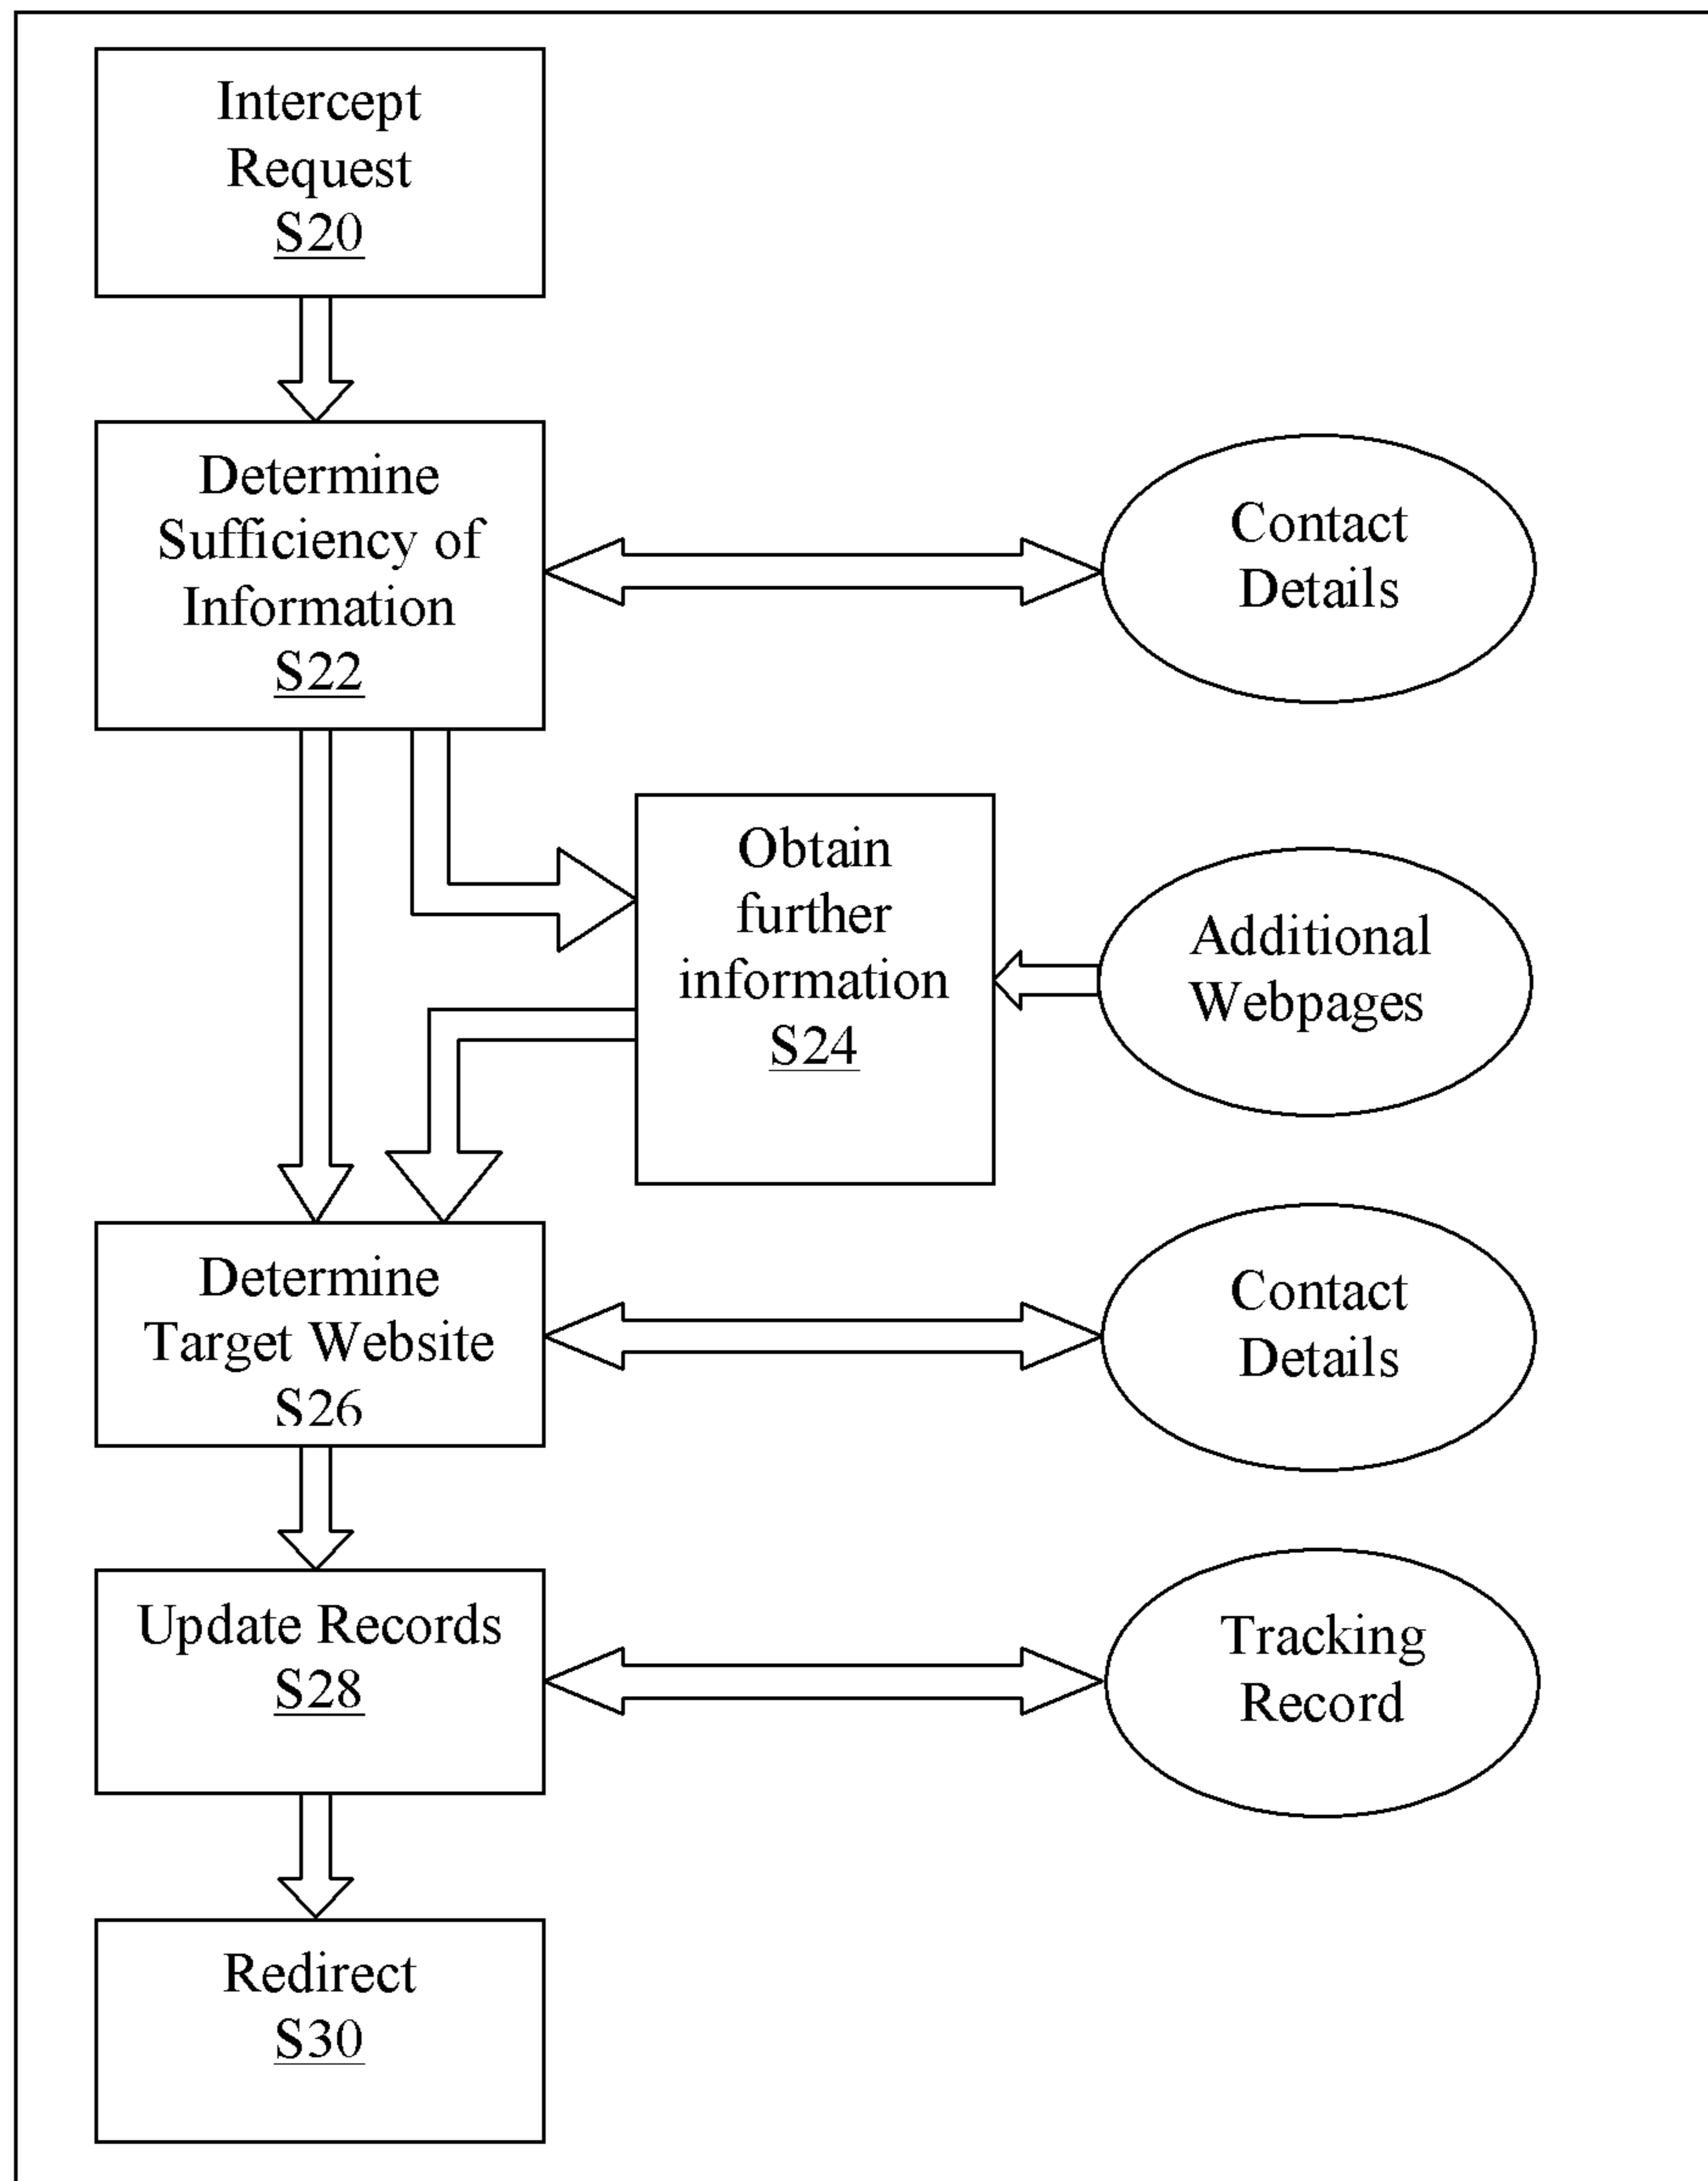 Intercept
Request
S20
Determine
Sufficiency of
Information
S22
Contact
Details
Obtain
further
information
S24
Additional
Webpages
Determine
Target Website
S26
Contact
Details
Update Records
S28
Tracking
Record
Redirect
S30